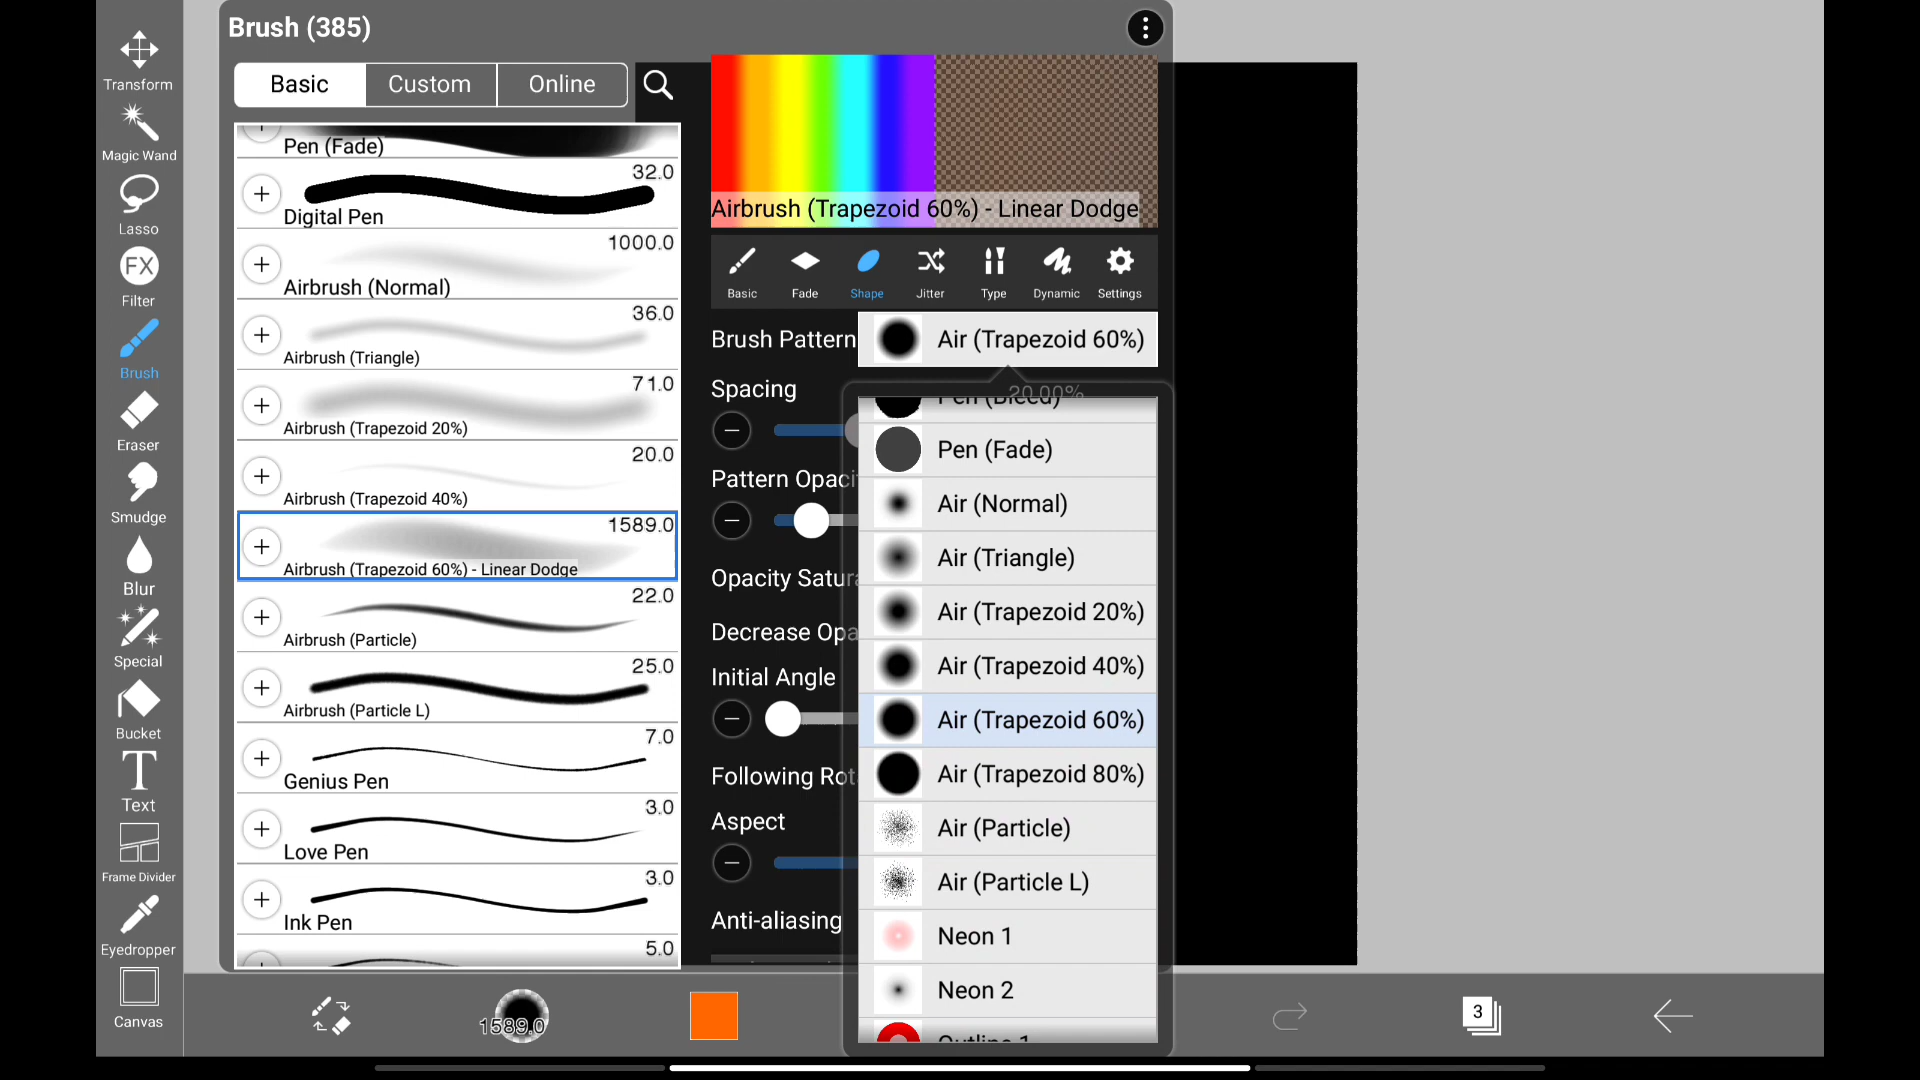 Brush (385)
Basic
Custom
Online
Transform
Magic Wand
Lasso
FX
Filter
Brush
Eraser
Smudge
Blur
Special
Bucket
T
Text
Frame Divider
Eyedropper
Canvas
Pen (Fade)
32.0
Digital Pen
1000.0
Airbrush (Normal)
36.0
Airbrush (Triangle)
71.0
Airbrush (Trapezoid 20%)
20.0
Airbrush (Trapezoid 40%)
1589.0
Airbrush (Trapezoid 60%) - Linear Dodge
22.0
Airbrush (Particle)
25.0
Airbrush (Particle L)
7.0
Genius Pen
3.0
Love Pen
3.0
Ink Pen
5.0
Airbrush (Trapezoid 60%) - Linear Dodge
Basic
Fade
Shape
Jitter
Type
Dynamic
Settings
Brush Pattern
Air (Trapezoid 60%)
Spacing
20.00%
Pattern Opaci
Opacity Satura
Decrease Opa
Initial Angle
Following Rot
Aspect
Anti-aliasing
Pen (Bleed)
Pen (Fade)
Air (Normal)
Air (Triangle)
Air (Trapezoid 20%)
Air (Trapezoid 40%)
Air (Trapezoid 60%)
Air (Trapezoid 80%)
Air (Particle)
Air (Particle L)
Neon 1
Neon 2
Outline 1
1589.0
3